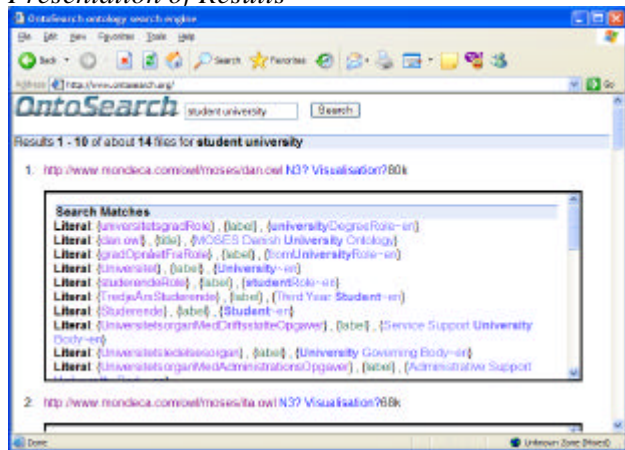 Presentation of Results
OntoSearch ontology search engine
File Edit View Favorites Tools Help
Back Search Favorites
Address http://www.ontosearch.org/ Go
OntoSearch student university Search
Results 1 - 10 of about 14 files for student university
1. http://www.mondeca.com/owl/moses/dan.owl N3? Visualisation?80k
Search Matches
Literal: {universitetsgradRole} , {label} , {universityDegreeRole~en}
Literal: {dan.owl} , {title} , {MOSES Danish University Ontology}
Literal: {gradOpnåetFraRole} , {label} , {fromUniversityRole~en}
Literal: {Universitet} , {label} , {University~en}
Literal: {studerendeRole} , {label} , {studentRole~en}
Literal: {TredjeÅrsStuderende} , {label} , {Third Year Student~en}
Literal: {Studerende} , {label} , {Student~en}
Literal: {UniversitetsorganMedDriftsstøtteOpgaver} , {label} , {Service Support University
Body~en}
Literal: {Universitetsledelsesorgan} , {label} , {University Governing Body~en}
Literal: {UniversitetsorganMedAdministrationsOpgaver} , {label} , {Administrative Support
2. http://www.mondeca.com/owl/moses/ita.owl N3? Visualisation?68k
Done Unknown Zone (Mixed)